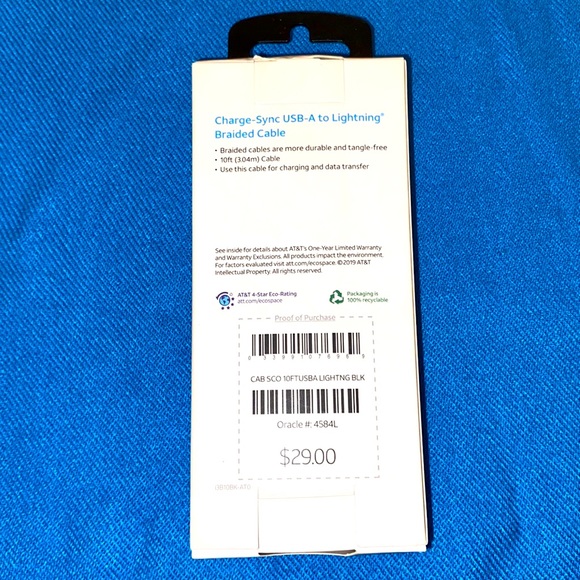 Charge-Sync USB-A to Lightning®
Braided Cable
• Braided cables are more durable and tangle-free
• 10ft (3.04m) Cable
• Use this cable for charging and data transfer
See inside for details about AT&T's One-Year Limited Warranty
and Warranty Exclusions. All products impact the environment.
For factors evaluated visit att.com/ecospace. ©2019 AT&T
Intellectual Property. All rights reserved.
AT&T 4-Star Eco-Rating
att.com/ecospace
Packaging is
100% recyclable
Proof of Purchase
CAB SCO 10FTUSBA LIGHTNG BLK
Oracle #: 4584L
$29.00